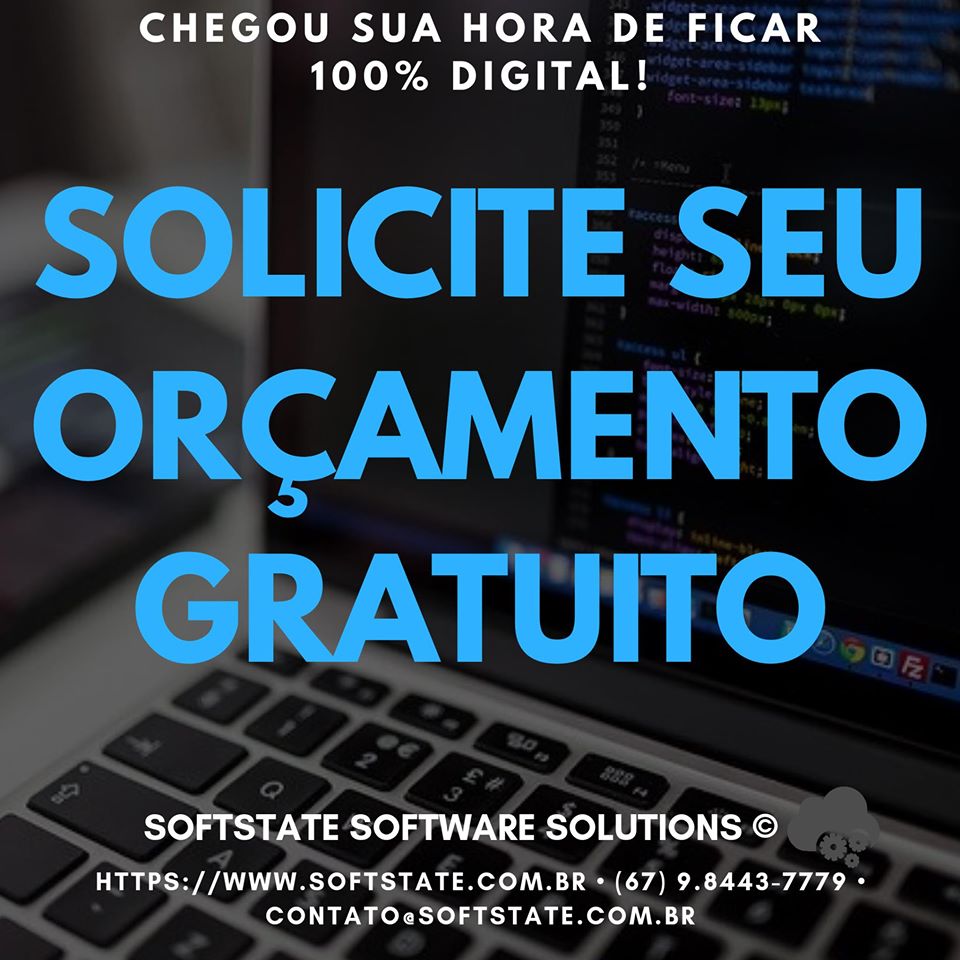 CHEGOU SUA HORA DE FICAR
100% DIGITAL!
SOLICITE SEU
ORÇAMENTO
GRATUITO
SOFTSTATE SOFTWARE SOLUTIONS ©
HTTPS://WWW.SOFTSTATE.COM.BR • (67) 9.8443-7779 •
CONTATO@SOFTSTATE.COM.BR